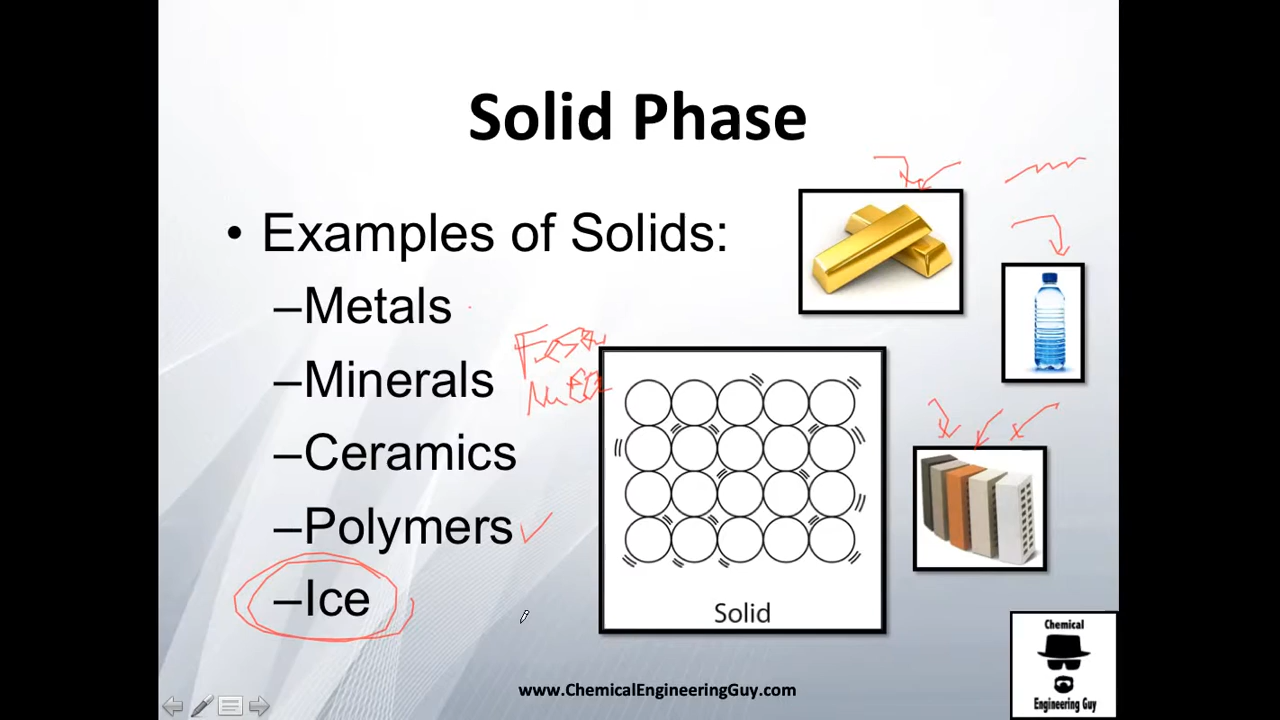 Solid Phase
• Examples of Solids:
–Metals
–Minerals
–Ceramics
–Polymers
–Ice
Solid
Chemical
Engineering Guy
www.ChemicalEngineeringGuy.com